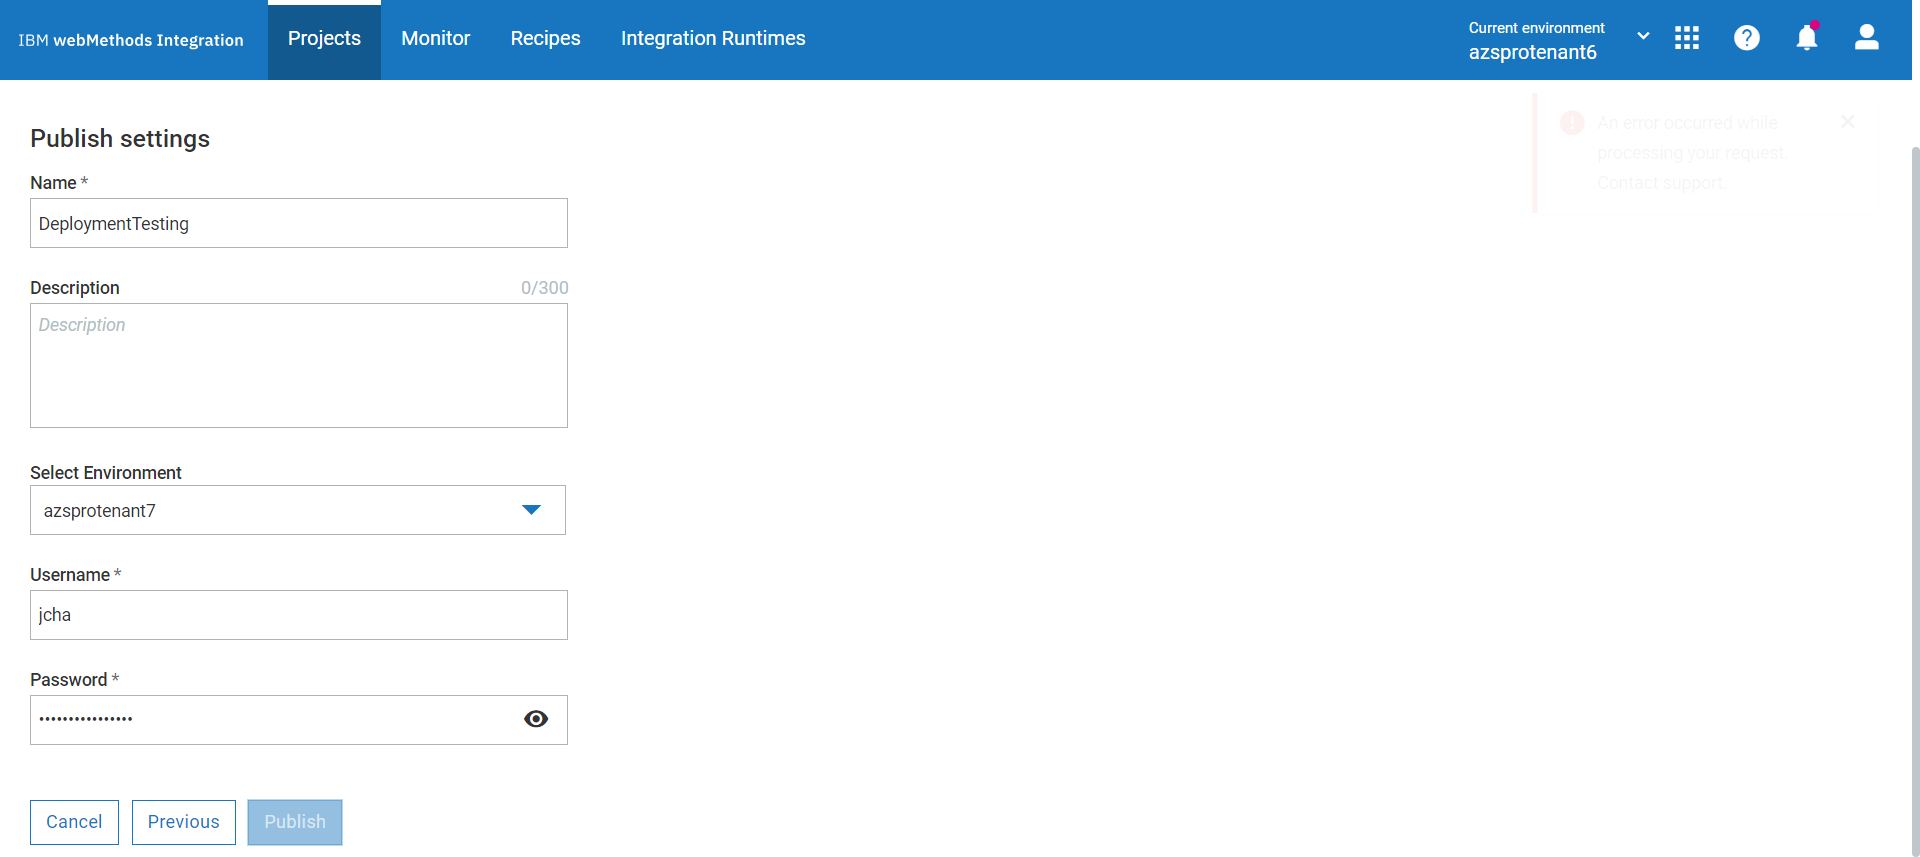 IBM webMethods Integration
Projects
Monitor
Recipes
Integration Runtimes
Current environment
azsprotenant6
An error occurred while
processing your request.
Contact support.
Publish settings
Name *
DeploymentTesting
Description
0/300
Description
Select Environment
azsprotenant7
Username *
jcha
Password *
••••••••••••••••
Cancel
Previous
Publish